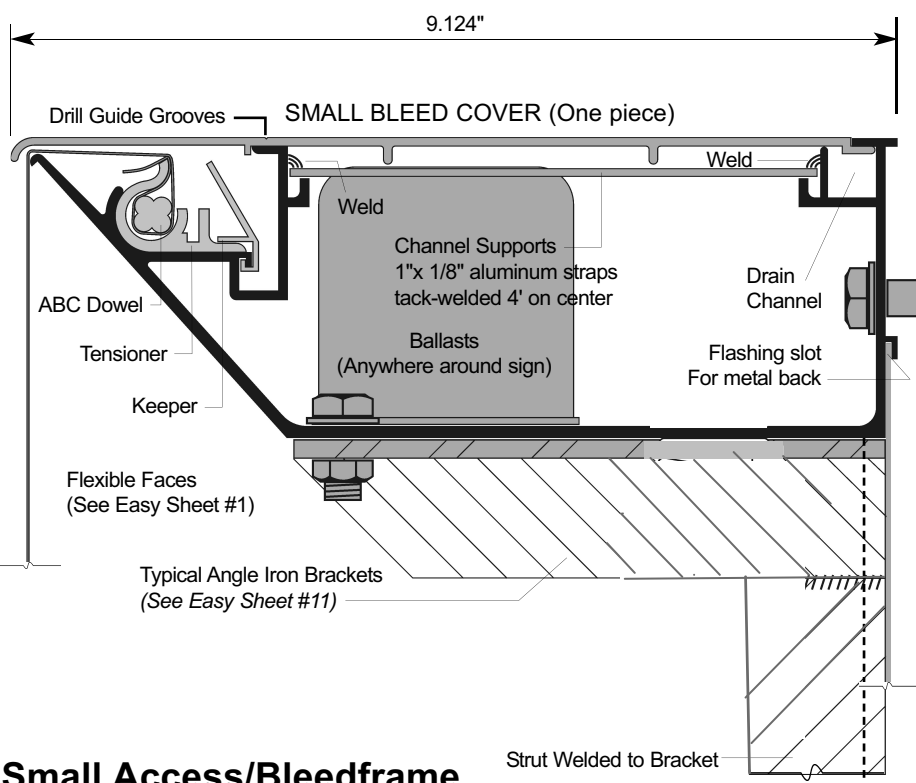 9.124"
Drill Guide Grooves
SMALL BLEED COVER (One piece)
Weld
Weld
Channel Supports
1"x 1/8" aluminum straps
tack-welded 4' on center
Drain
Channel
ABC Dowel
Ballasts
(Anywhere around sign)
Tensioner
Flashing slot
For metal back
Keeper
Flexible Faces
(See Easy Sheet #1)
Typical Angle Iron Brackets
(See Easy Sheet #11)
Strut Welded to Bracket
Small Access/Bleedframe